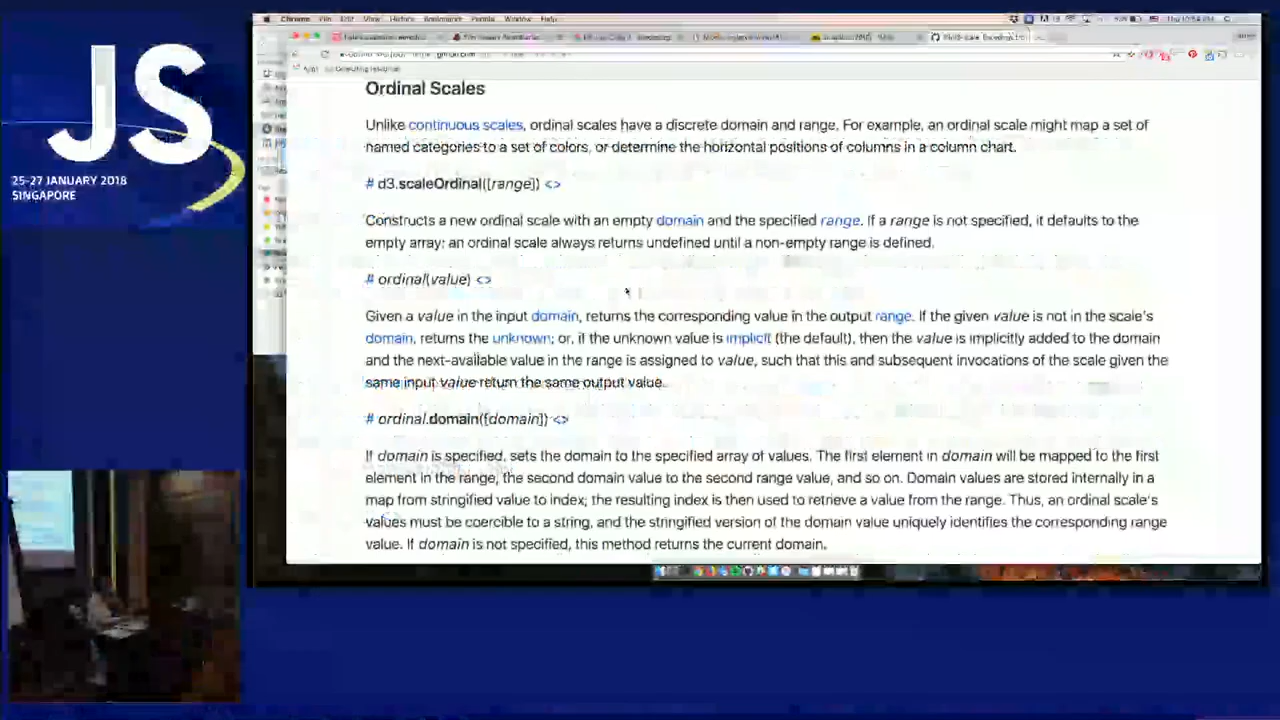 JS
25-27 JANUARY 2018
SINGAPORE
Chrome File Edit View History Bookmarks People Window Help
Ordinal Scales
Unlike continuous scales, ordinal scales have a discrete domain and range. For example, an ordinal scale might map a set of
named categories to a set of colors, or determine the horizontal positions of columns in a column chart.
# d3.scaleOrdinal([range]) <>
Constructs a new ordinal scale with an empty domain and the specified range. If a range is not specified, it defaults to the
empty array; an ordinal scale always returns undefined until a non-empty range is defined.
# ordinal(value) <>
Given a value in the input domain, returns the corresponding value in the output range. If the given value is not in the scale's
domain, returns the unknown; or, if the unknown value is implicit (the default), then the value is implicitly added to the domain
and the next-available value in the range is assigned to value, such that this and subsequent invocations of the scale given the
same input value return the same output value.
# ordinal.domain([domain]) <>
If domain is specified, sets the domain to the specified array of values. The first element in domain will be mapped to the first
element in the range, the second domain value to the second range value, and so on. Domain values are stored internally in a
map from stringified value to index; the resulting index is then used to retrieve a value from the range. Thus, an ordinal scale's
values must be coercible to a string, and the stringified version of the domain value uniquely identifies the corresponding range
value. If domain is not specified, this method returns the current domain.